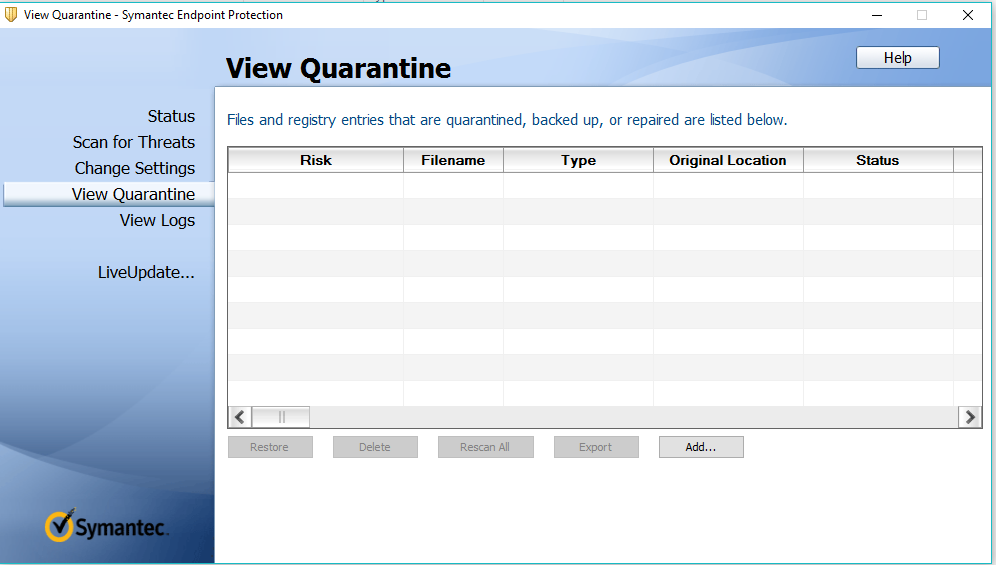 View Quarantine - Symantec Endpoint Protection
View Quarantine
Help
Status
Scan for Threats
Change Settings
View Quarantine
View Logs
LiveUpdate...
Files and registry entries that are quarantined, backed up, or repaired are listed below.
Risk Filename Type Original Location Status
Restore Delete Rescan All Export Add...
Symantec.